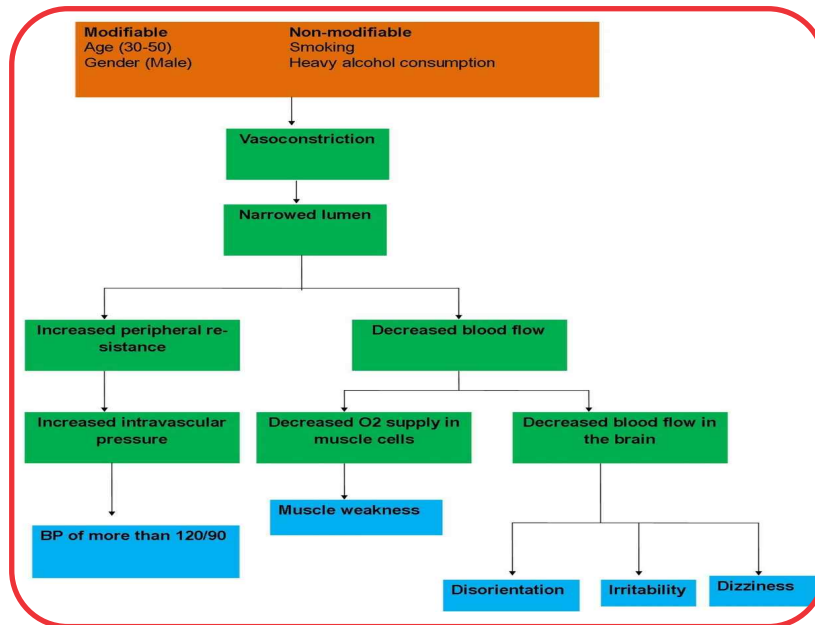 Modifiable Non-modifiable
Age (30-50) Smoking
Gender (Male) Heavy alcohol consumption
Vasoconstriction
Narrowed lumen
Increased peripheral re-
sistance
Decreased blood flow
Increased intravascular
pressure
Decreased O2 supply in
muscle cells
Decreased blood flow in
the brain
BP of more than 120/90
Muscle weakness
Disorientation
Irritability
Dizziness